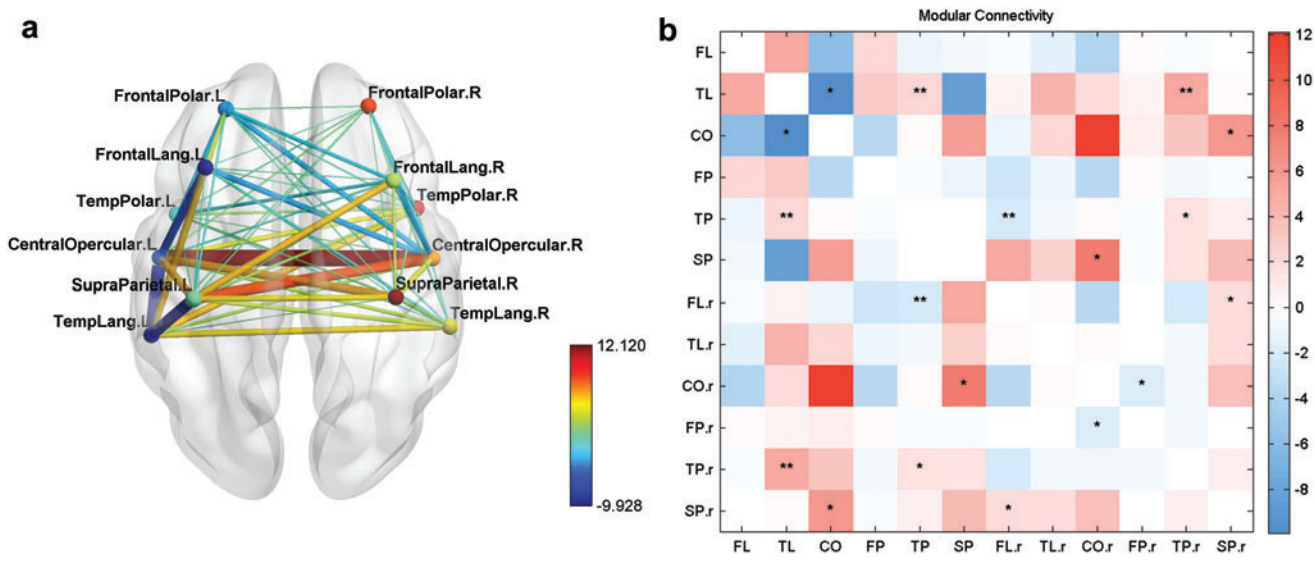 a
FrontalPolar.L
FrontalPolar.R
FrontalLang.L
FrontalLang.R
TempPolar.L
TempPolar.R
CentralOpercular.L
CentralOpercular.R
SupraParietal.L
SupraParietal.R
TempLang.L
TempLang.R
12.120
-9.928
b
Modular Connectivity
FL
TL * ** **
CO * *
FP
TP ** ** *
SP *
FL.r ** *
TL.r
CO.r * *
FP.r *
TP.r ** *
SP.r * *
FL TL CO FP TP SP FL.r TL.r CO.r FP.r TP.r SP.r
12
10
8
6
4
2
0
-2
-4
-6
-8